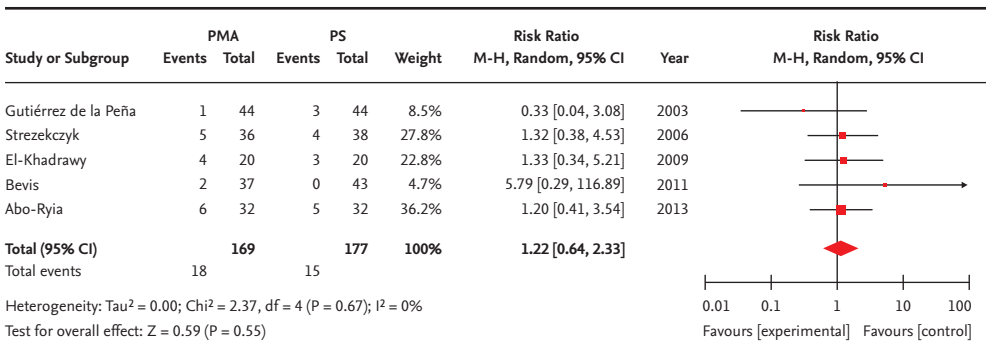 PMA PS Risk Ratio Risk Ratio
Study or Subgroup Events Total Events Total Weight M-H, Random, 95% CI Year M-H, Random, 95% CI
Gutiérrez de la Peña 1 44 3 44 8.5% 0.33 [0.04, 3.08] 2003
Strezekczyk 5 36 4 38 27.8% 1.32 [0.38, 4.53] 2006
El-Khadrawy 4 20 3 20 22.8% 1.33 [0.34, 5.21] 2009
Bevis 2 37 0 43 4.7% 5.79 [0.29, 116.89] 2011
Abo-Ryia 6 32 5 32 36.2% 1.20 [0.41, 3.54] 2013
Total (95% CI) 169 177 100% 1.22 [0.64, 2.33]
Total events 18 15
Heterogeneity: Tau² = 0.00; Chi² = 2.37, df = 4 (P = 0.67); I² = 0%
0.01 0.1 1 10 100
Test for overall effect: Z = 0.59 (P = 0.55)
Favours [experimental] Favours [control]